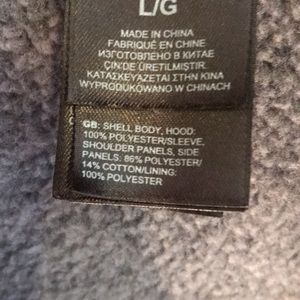 L/G
MADE IN CHINA
FABRIQUÉ EN CHINE
ИЗГОТОВЛЕНО В КИТАЕ
ÇİN'DE ÜRETİLMİŞTİR.
ΚΑΤΑΣΚΕΥΑΖΕΤΑΙ ΣΤΗΝ ΚΙΝΑ
WYPRODUKOWANO W CHINACH
GB: SHELL BODY, HOOD:
100% POLYESTER/SLEEVE,
SHOULDER PANELS, SIDE
PANELS: 86% POLYESTER/
14% COTTON/LINING:
100% POLYESTER